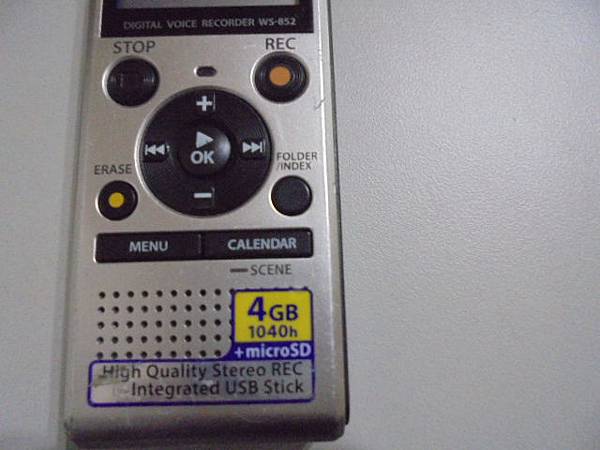 DIGITAL VOICE RECORDER WS-852
STOP
REC
OK
ERASE
FOLDER
/INDEX
MENU
CALENDAR
SCENE
4GB
1040h
+microSD
High Quality Stereo REC
Integrated USB Stick